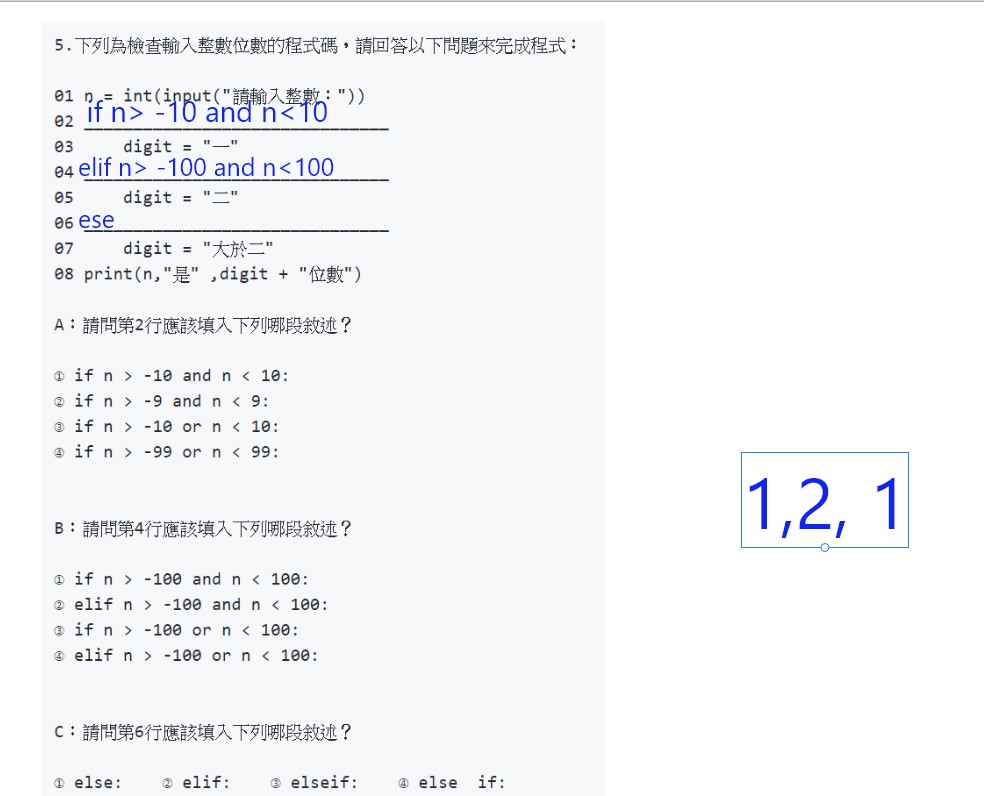 5.下列為檢查輸入整數位數的程式碼，請回答以下問題來完成程式：
01 n = int(input("請輸入整數："))
02 if n> -10 and n<10
03 digit = "一"
04 elif n> -100 and n<100
05 digit = "二"
06 ese
07 digit = "大於二"
08 print(n,"是" ,digit + "位數")
A：請問第2行應該填入下列哪段敘述？
① if n > -10 and n < 10:
② if n > -9 and n < 9:
③ if n > -10 or n < 10:
④ if n > -99 or n < 99:
1,2, 1
B：請問第4行應該填入下列哪段敘述？
① if n > -100 and n < 100:
② elif n > -100 and n < 100:
③ if n > -100 or n < 100:
④ elif n > -100 or n < 100:
C：請問第6行應該填入下列哪段敘述？
① else: ② elif: ③ elseif: ④ else if: